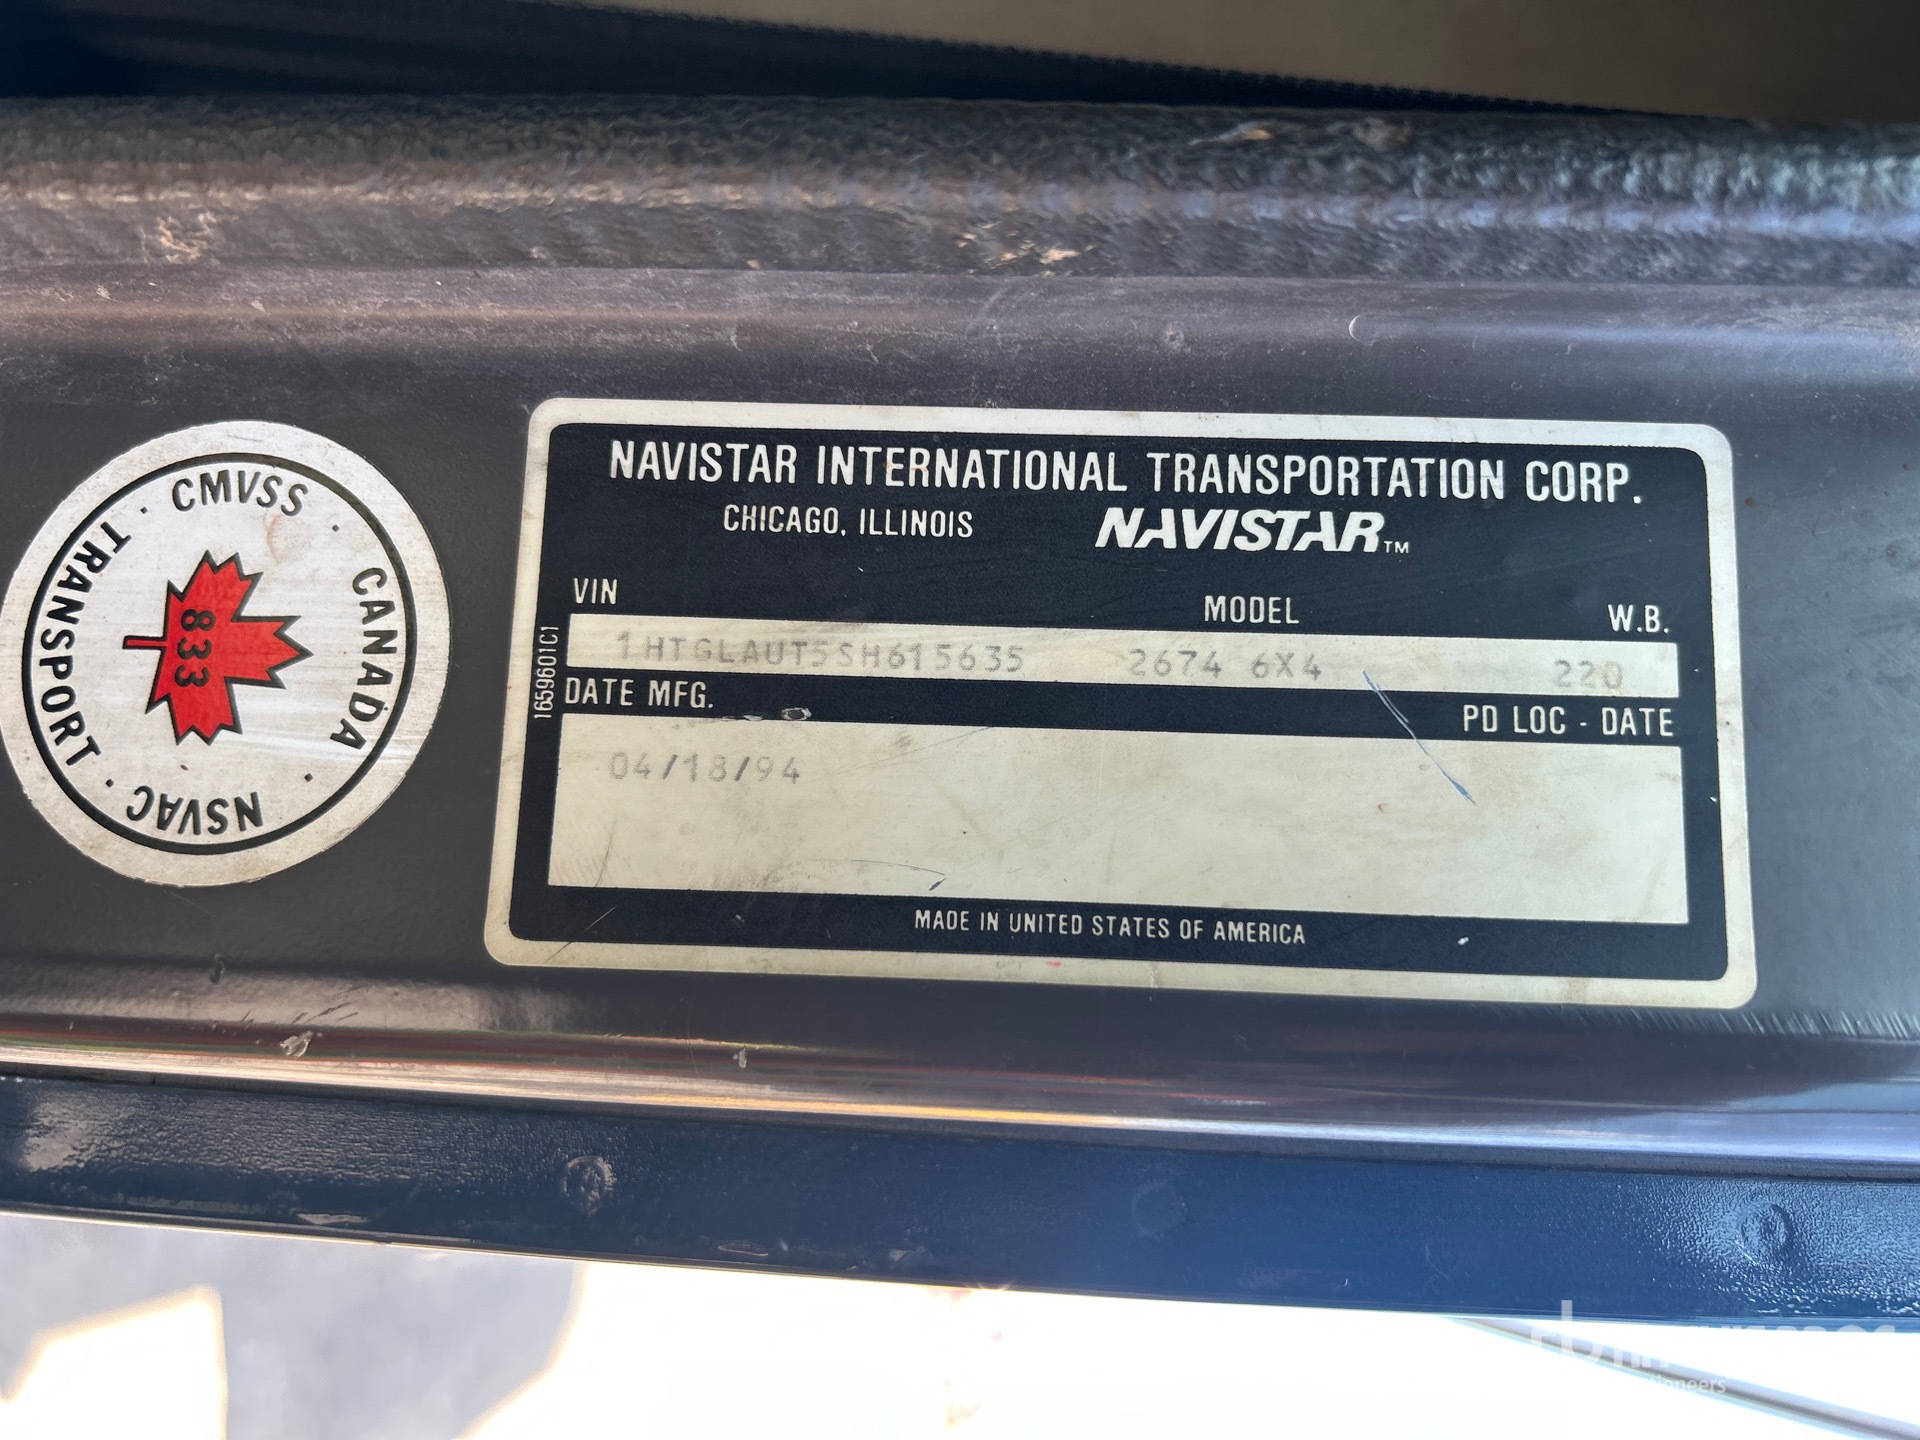 CMVSS · CANADA · NSVAC · TRANSPORT ·
833
NAVISTAR INTERNATIONAL TRANSPORTATION CORP.
CHICAGO, ILLINOIS NAVISTAR™
VIN MODEL W.B.
1HTGLAUT5SH615635 2674 6X4 220
DATE MFG. PD LOC - DATE
04/18/94
MADE IN UNITED STATES OF AMERICA
1659601C1